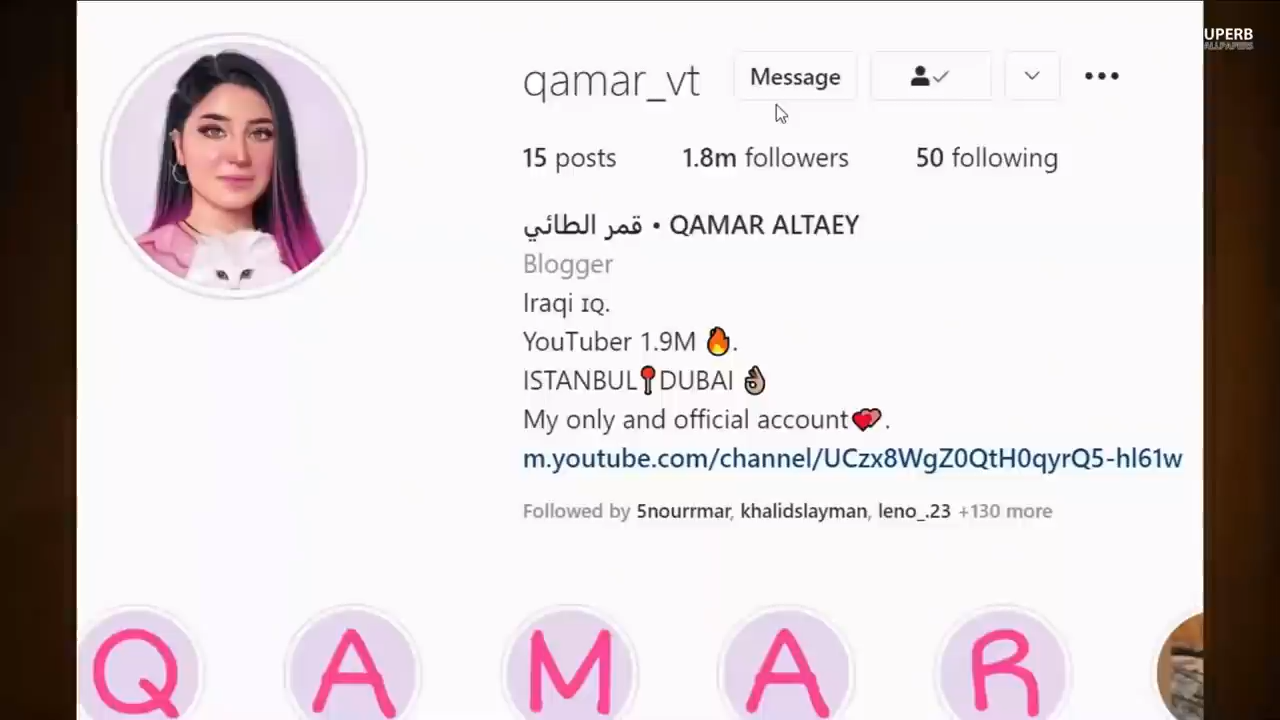 UPERB
qamar_vt Message
15 posts 1.8m followers 50 following
قمر الطائي • QAMAR ALTAEY
Blogger
Iraqi ɪQ.
YouTuber 1.9M 🔥.
ISTANBUL📍DUBAI 👌🏽
My only and official account💕.
m.youtube.com/channel/UCzx8WgZ0QtH0qyrQ5-hl61w
Followed by 5nourrmar, khalidslayman, leno_.23 +130 more
Q A M A R